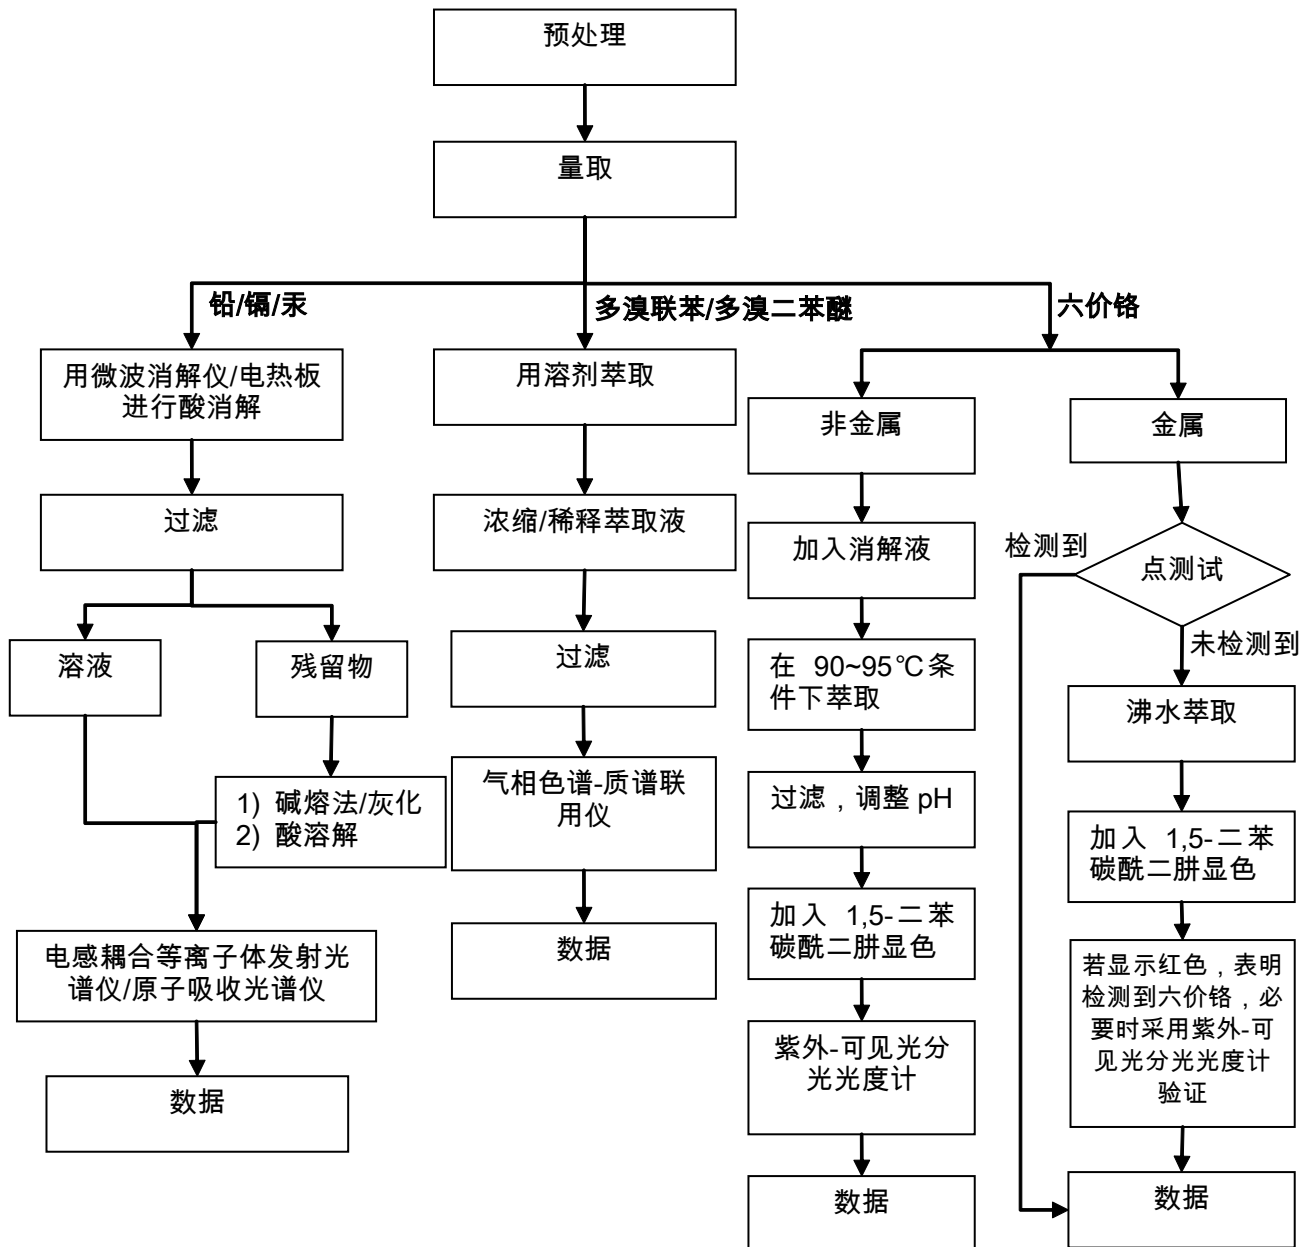 预处理
量取
铅/镉/汞
用微波消解仪/电热板
进行酸消解
过滤
溶液
残留物
1) 碱熔法/灰化
2) 酸溶解
电感耦合等离子体发射光
谱仪/原子吸收光谱仪
数据
多溴联苯/多溴二苯醚
用溶剂萃取
浓缩/稀释萃取液
过滤
气相色谱-质谱联
用仪
数据
六价铬
非金属
加入消解液
在 90~95℃条
件下萃取
过滤，调整 pH
加入 1,5-二苯
碳酰二肼显色
紫外-可见光分
光光度计
数据
金属
点测试
检测到
未检测到
沸水萃取
加入 1,5-二苯
碳酰二肼显色
若显示红色，表明
检测到六价铬，必
要时采用紫外-可
见光分光光度计
验证
数据